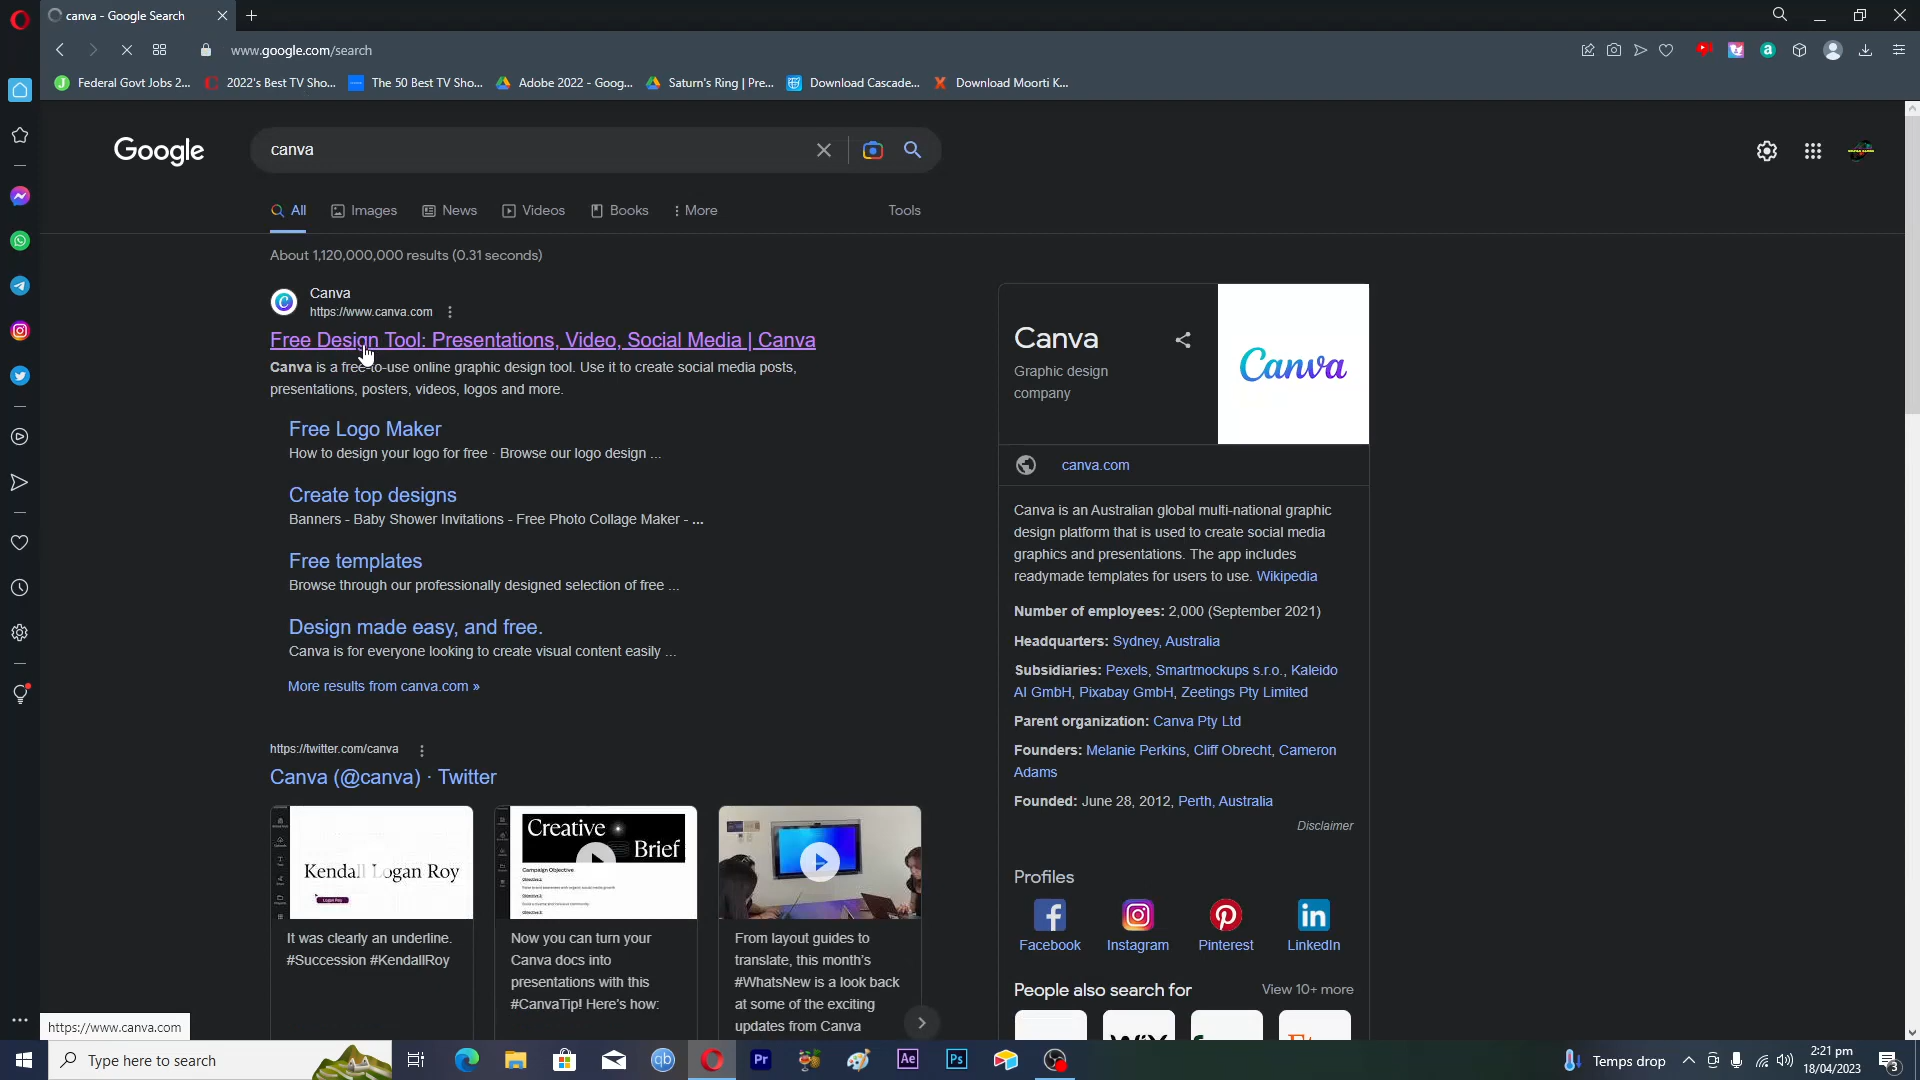 canva - Google Search
www.google.com/search
Federal Govt Jobs 2...
2022's Best TV Sho...
The 50 Best TV Sho...
Adobe 2022 - Goog...
Saturn's Ring | Pre...
Download Cascade...
Download Moorti K...
Google
canva
All
Images
News
Videos
Books
More
Tools
About 1,120,000,000 results (0.31 seconds)
Canva
https://www.canva.com
Free Design Tool: Presentations, Video, Social Media | Canva
Canva is a free-to-use online graphic design tool. Use it to create social media posts,
presentations, posters, videos, logos and more.
Free Logo Maker
How to design your logo for free · Browse our logo design ...
Create top designs
Banners - Baby Shower Invitations - Free Photo Collage Maker - ...
Free templates
Browse through our professionally designed selection of free ...
Design made easy, and free.
Canva is for everyone looking to create visual content easily ...
More results from canva.com »
https://twitter.com/canva
Canva (@canva) · Twitter
Kendall Logan Roy
Logan Roy
It was clearly an underline.
#Succession #KendallRoy
Creative
Brief
Campaign Objective
Now you can turn your
Canva docs into
presentations with this
#CanvaTip! Here's how:
From layout guides to
translate, this month's
#WhatsNew is a look back
at some of the exciting
updates from Canva
Canva
Graphic design
company
Canva
canva.com
Canva is an Australian global multi-national graphic
design platform that is used to create social media
graphics and presentations. The app includes
readymade templates for users to use. Wikipedia
Number of employees: 2,000 (September 2021)
Headquarters: Sydney, Australia
Subsidiaries: Pexels, Smartmockups s.r.o., Kaleido
AI GmbH, Pixabay GmbH, Zeetings Pty Limited
Parent organization: Canva Pty Ltd
Founders: Melanie Perkins, Cliff Obrecht, Cameron
Adams
Founded: June 28, 2012, Perth, Australia
Disclaimer
Profiles
Facebook
Instagram
Pinterest
LinkedIn
People also search for
View 10+ more
https://www.canva.com
Type here to search
qb
Pr
Ae
Ps
Temps drop
2:21 pm
18/04/2023
3